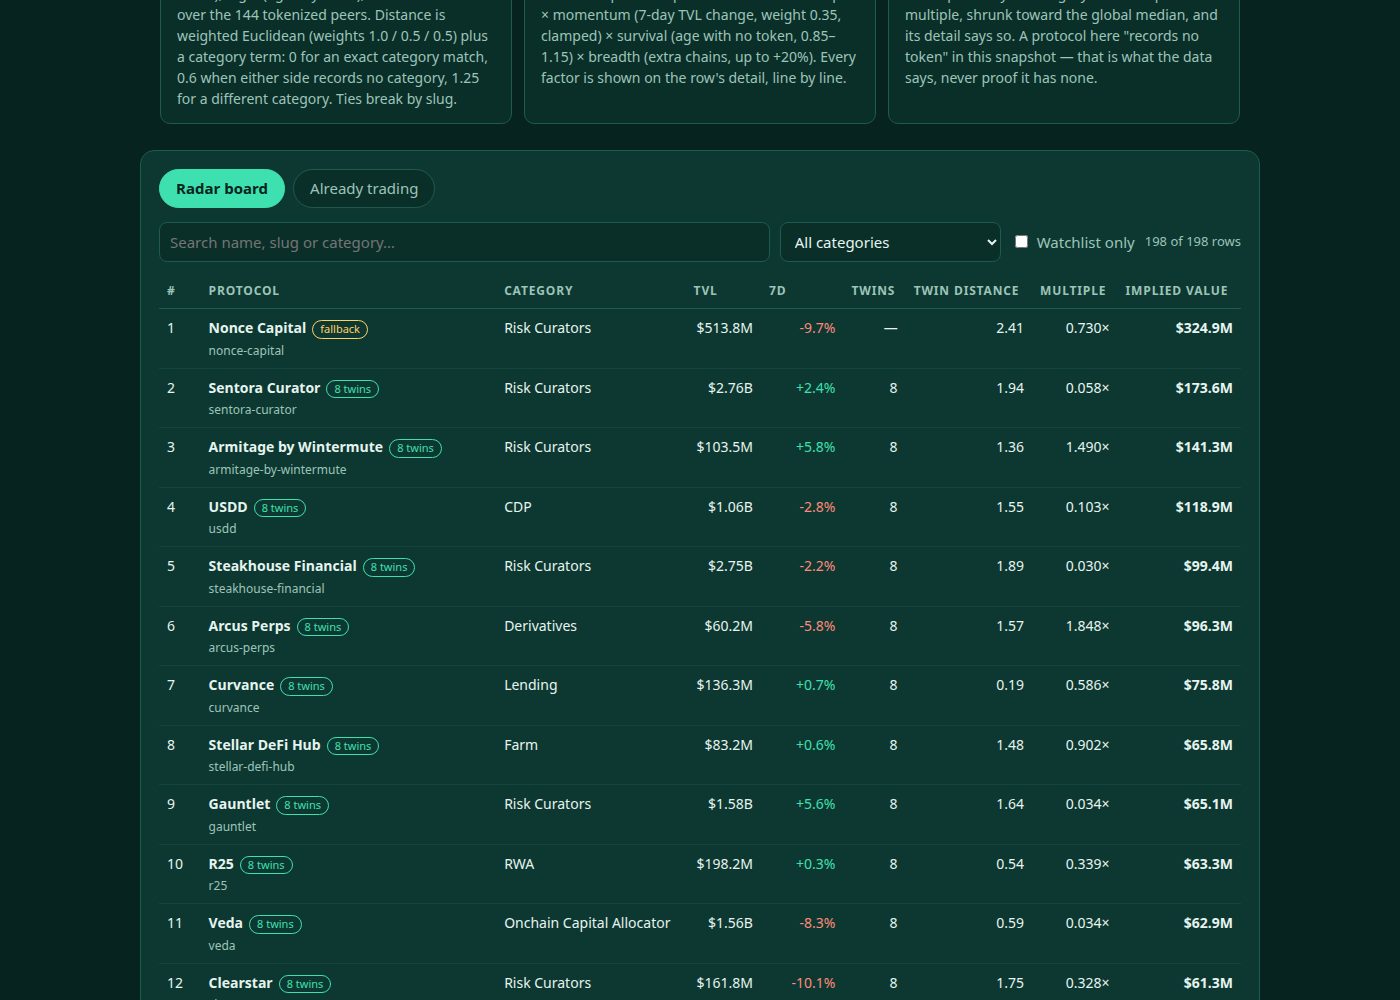 over the 144 tokenized peers. Distance is
weighted Euclidean (weights 1.0 / 0.5 / 0.5) plus
a category term: 0 for an exact category match,
0.6 when either side records no category, 1.25
for a different category. Ties break by slug.
× momentum (7-day TVL change, weight 0.35,
clamped) × survival (age with no token, 0.85–
1.15) × breadth (extra chains, up to +20%). Every
factor is shown on the row's detail, line by line.
multiple, shrunk toward the global median, and
its detail says so. A protocol here "records no
token" in this snapshot — that is what the data
says, never proof it has none.
Radar board Already trading
Search name, slug or category... All categories Watchlist only 198 of 198 rows
# PROTOCOL CATEGORY TVL 7D TWINS TWIN DISTANCE MULTIPLE IMPLIED VALUE
1 Nonce Capital fallback Risk Curators $513.8M -9.7% — 2.41 0.730× $324.9M
nonce-capital
2 Sentora Curator 8 twins Risk Curators $2.76B +2.4% 8 1.94 0.058× $173.6M
sentora-curator
3 Armitage by Wintermute 8 twins Risk Curators $103.5M +5.8% 8 1.36 1.490× $141.3M
armitage-by-wintermute
4 USDD 8 twins CDP $1.06B -2.8% 8 1.55 0.103× $118.9M
usdd
5 Steakhouse Financial 8 twins Risk Curators $2.75B -2.2% 8 1.89 0.030× $99.4M
steakhouse-financial
6 Arcus Perps 8 twins Derivatives $60.2M -5.8% 8 1.57 1.848× $96.3M
arcus-perps
7 Curvance 8 twins Lending $136.3M +0.7% 8 0.19 0.586× $75.8M
curvance
8 Stellar DeFi Hub 8 twins Farm $83.2M +0.6% 8 1.48 0.902× $65.8M
stellar-defi-hub
9 Gauntlet 8 twins Risk Curators $1.58B +5.6% 8 1.64 0.034× $65.1M
gauntlet
10 R25 8 twins RWA $198.2M +0.3% 8 0.54 0.339× $63.3M
r25
11 Veda 8 twins Onchain Capital Allocator $1.56B -8.3% 8 0.59 0.034× $62.9M
veda
12 Clearstar 8 twins Risk Curators $161.8M -10.1% 8 1.75 0.328× $61.3M